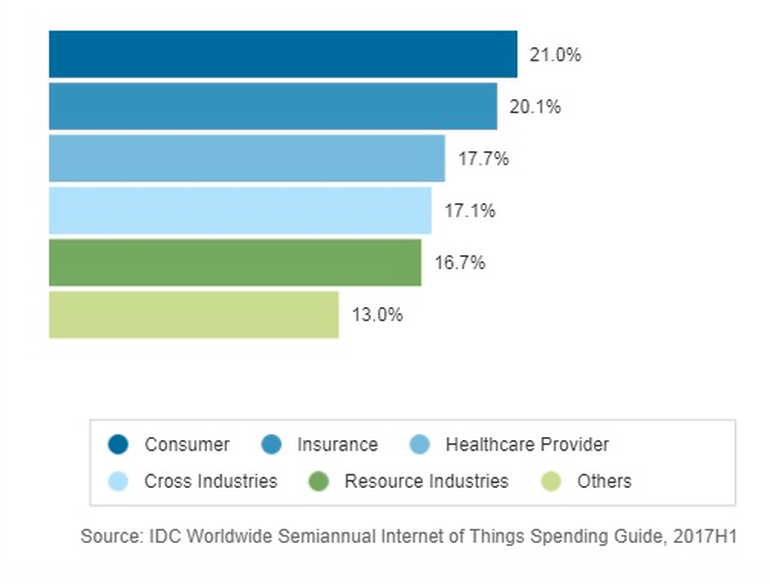 21.0%
20.1%
17.7%
17.1%
16.7%
13.0%
Consumer Insurance Healthcare Provider
Cross Industries Resource Industries Others
Source: IDC Worldwide Semiannual Internet of Things Spending Guide, 2017H1